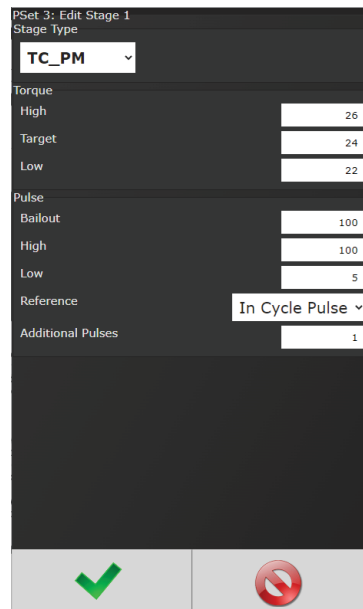 PSet 3: Edit Stage 1
Stage Type
TC_PM
Torque
High 26
Target 24
Low 22
Pulse
Bailout 100
High 100
Low 5
Reference In Cycle Pulse
Additional Pulses 1